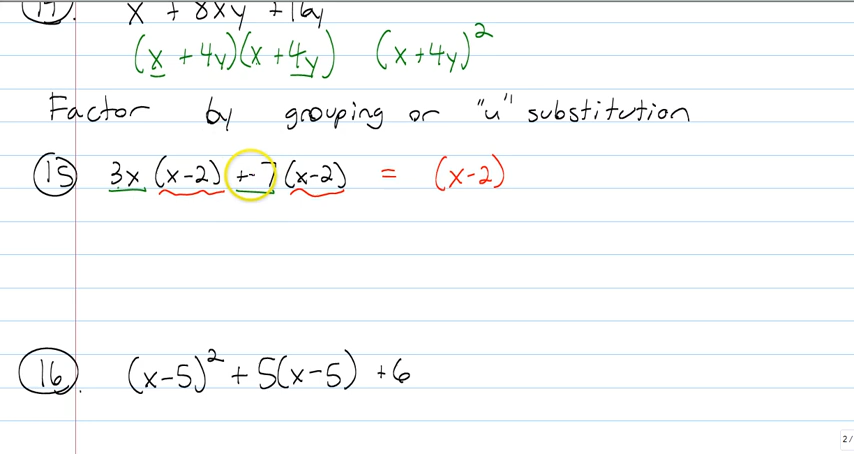 17. x + 8xy + 16y
(x + 4y)(x + 4y) (x + 4y)²
Factor by grouping or "u" substitution
15 3x (x-2) +-7 (x-2) = (x-2)
16. (x-5)² + 5(x-5) +6
2/